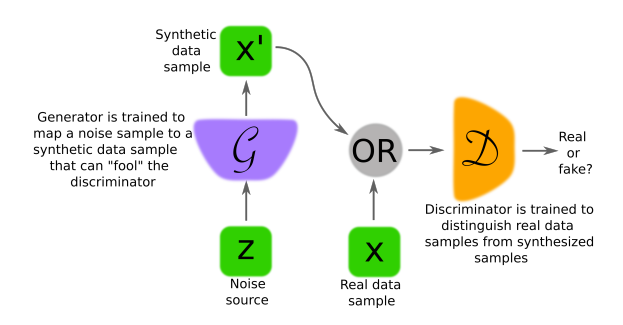 Synthetic
data
sample
x'
Generator is trained to
map a noise sample to a
synthetic data sample
that can "fool" the
discriminator
G
OR
D
Real
or
fake?
Discriminator is trained to
distinguish real data
samples from synthesized
samples
z
Noise
source
x
Real data
sample